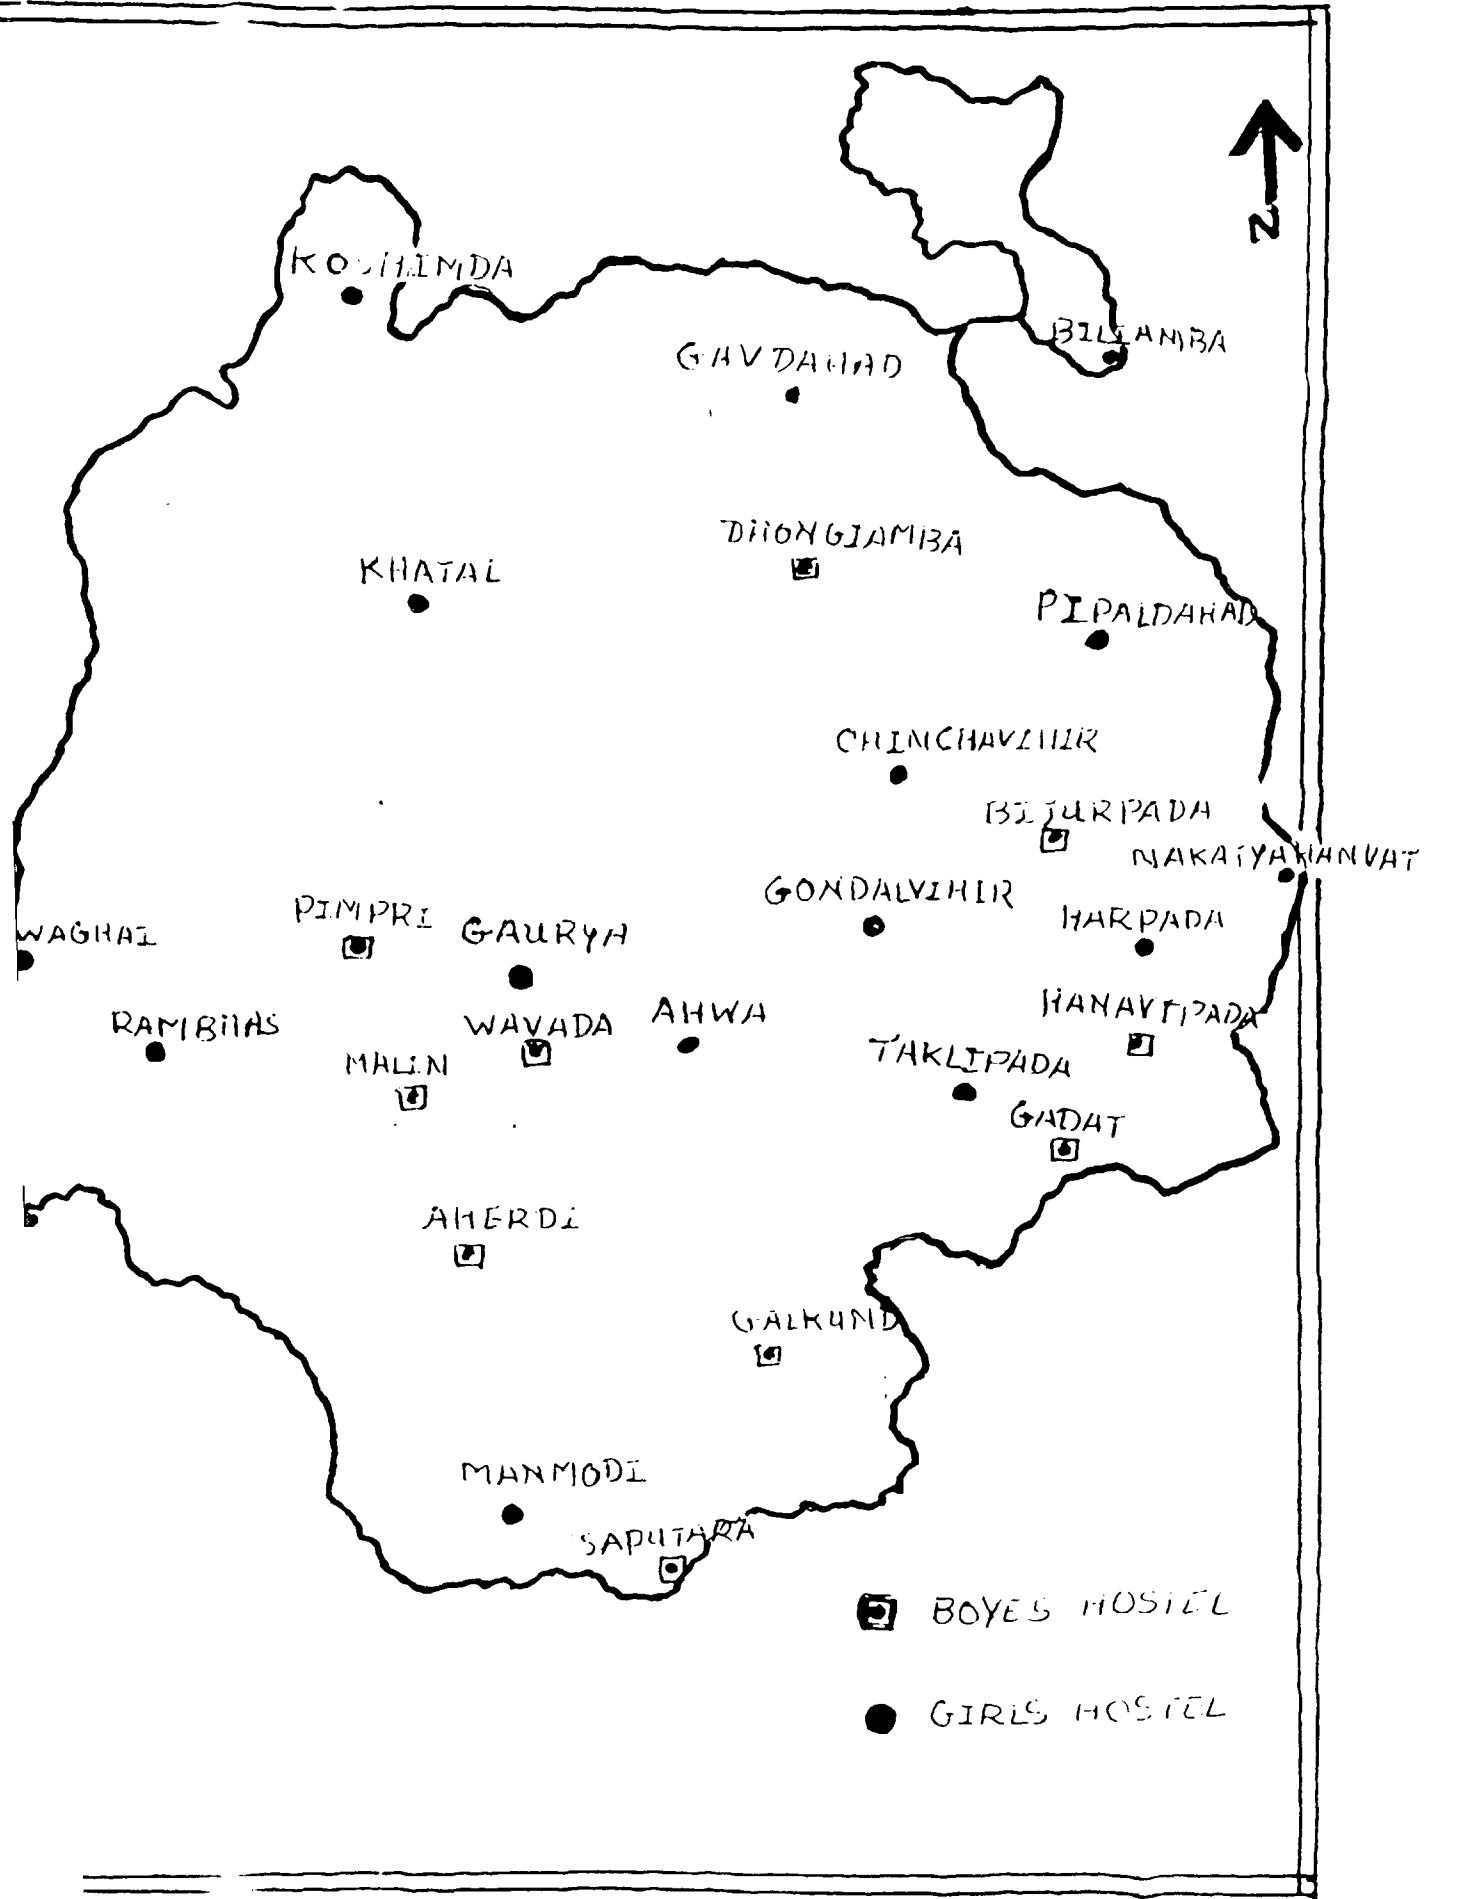 N
KOSHIMDA
BILIAMBA
GAVDAHAD
DHONGIAMBA
KHATAL
PIPALDAHAD
CHINCHAVIHIR
BIJURPADA
NAKAIYAHANVAT
GONDALVIHIR
PIMPRI
HARPADA
WAGHAI
GAURYA
HANAVTPADA
AHWA
RAMBHAS
WAVADA
TAKLIPADA
MALIN
GADAT
AHERDI
GALKUND
MANMODI
SAPUTARA
BOYES HOSTEL
GIRLS HOSTEL